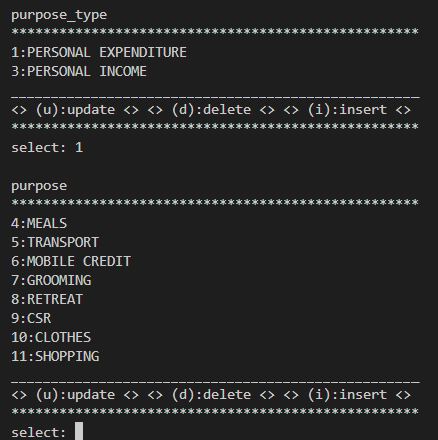 purpose_type
***************************************************
1:PERSONAL EXPENDITURE
3:PERSONAL INCOME
___________________________________________________
<> (u):update <> <> (d):delete <> <> (i):insert <>
***************************************************
select: 1
purpose
***************************************************
4:MEALS
5:TRANSPORT
6:MOBILE CREDIT
7:GROOMING
8:RETREAT
9:CSR
10:CLOTHES
11:SHOPPING
___________________________________________________
<> (u):update <> <> (d):delete <> <> (i):insert <>
***************************************************
select: